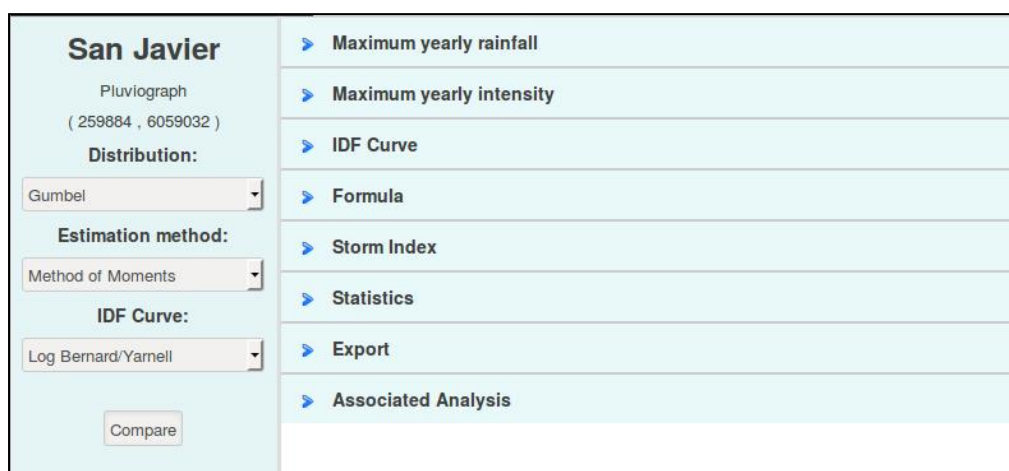 San Javier
Pluviograph
( 259884 , 6059032 )
Distribution:
Gumbel
Estimation method:
Method of Moments
IDF Curve:
Log Bernard/Yarnell
Compare
Maximum yearly rainfall
Maximum yearly intensity
IDF Curve
Formula
Storm Index
Statistics
Export
Associated Analysis